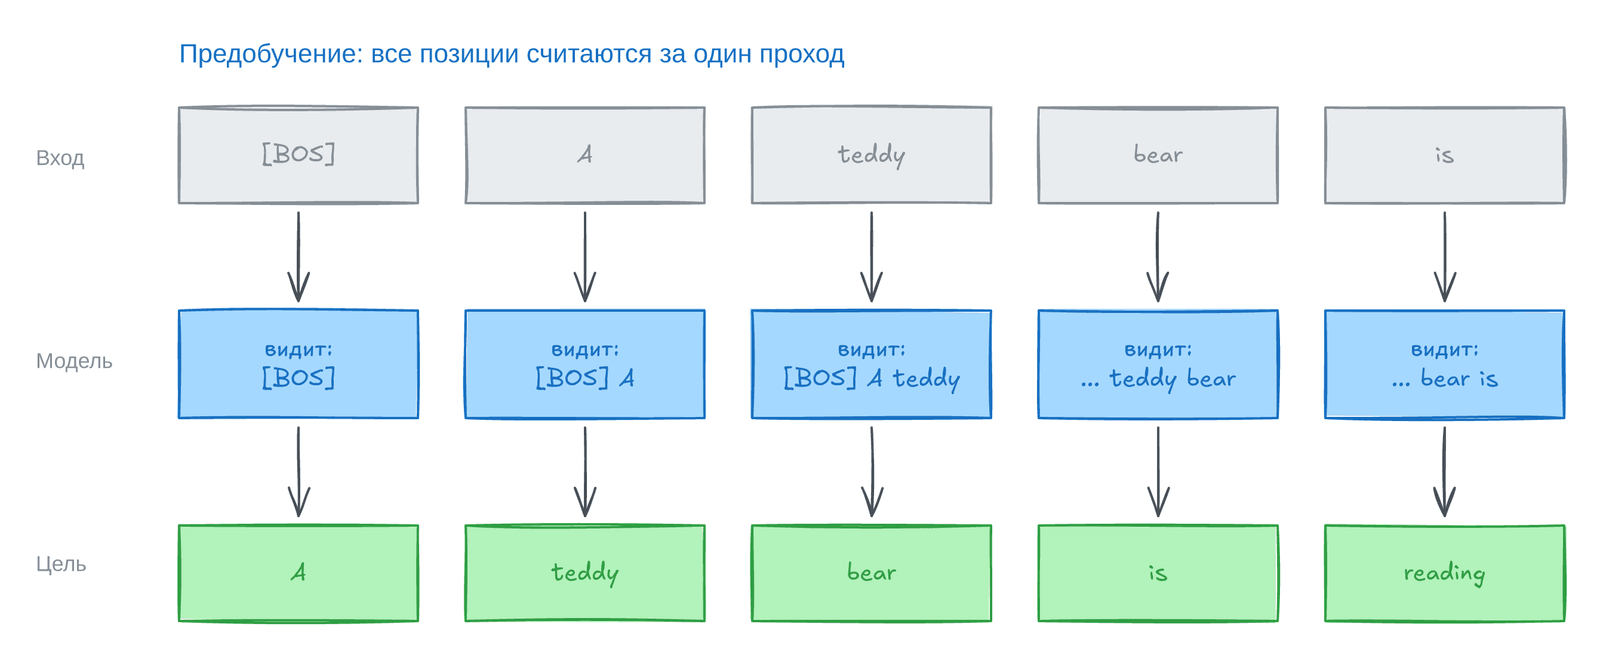 Предобучение: все позиции считаются за один проход
Вход
[BOS]
A
teddy
bear
is
Модель
видит:
[BOS]
видит:
[BOS] A
видит:
[BOS] A teddy
видит:
... teddy bear
видит:
... bear is
Цель
A
teddy
bear
is
reading